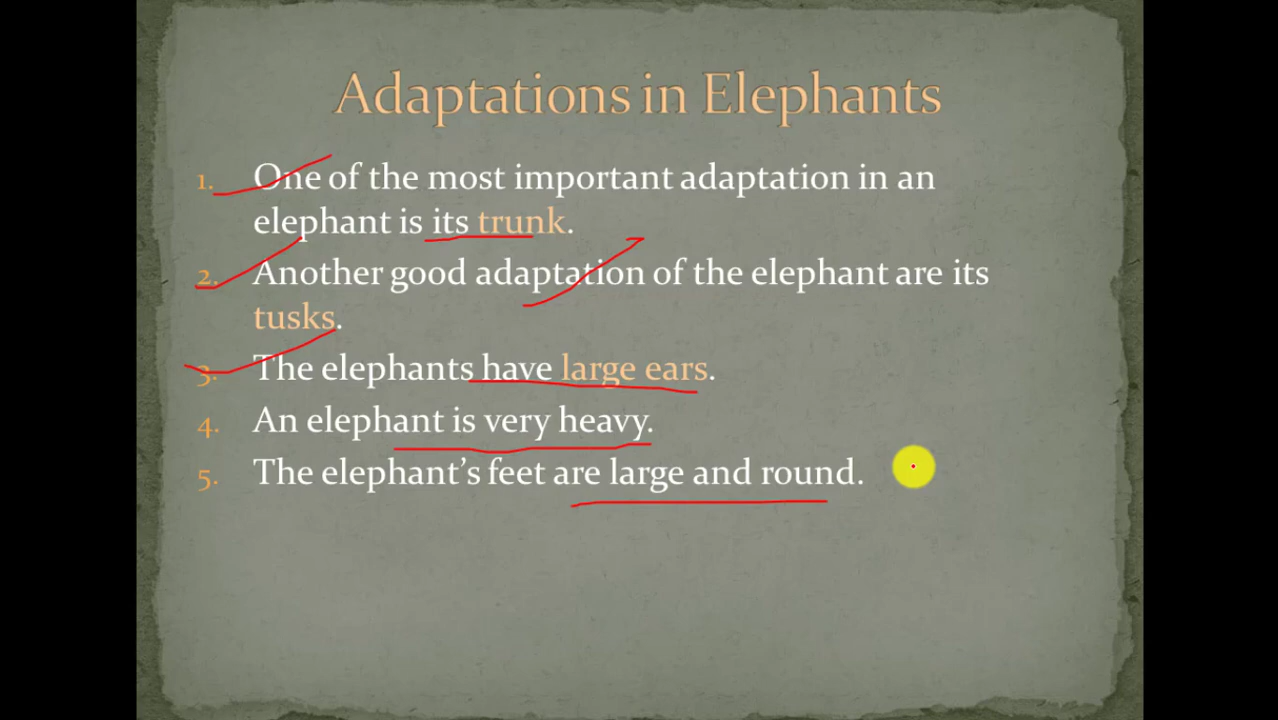 Adaptations in Elephants
1. One of the most important adaptation in an
elephant is its trunk.
2. Another good adaptation of the elephant are its
tusks.
3. The elephants have large ears.
4. An elephant is very heavy.
5. The elephant’s feet are large and round.